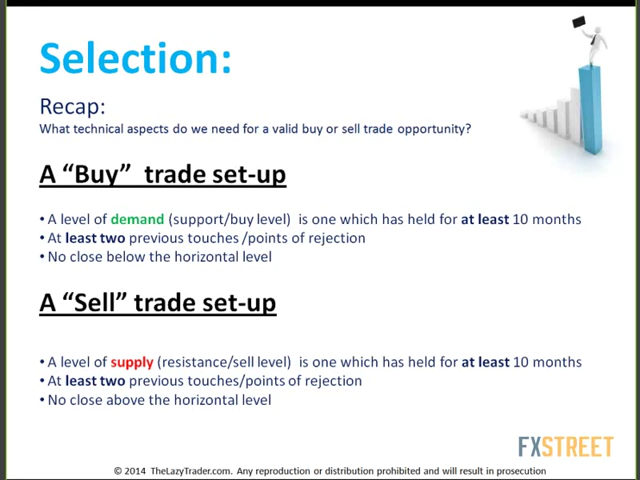 Selection:
Recap:
What technical aspects do we need for a valid buy or sell trade opportunity?
A “Buy” trade set-up
• A level of demand (support/buy level) is one which has held for at least 10 months
• At least two previous touches /points of rejection
• No close below the horizontal level
A “Sell” trade set-up
• A level of supply (resistance/sell level) is one which has held for at least 10 months
• At least two previous touches/points of rejection
• No close above the horizontal level
FXSTREET
© 2014 TheLazyTrader.com. Any reproduction or distribution prohibited and will result in prosecution